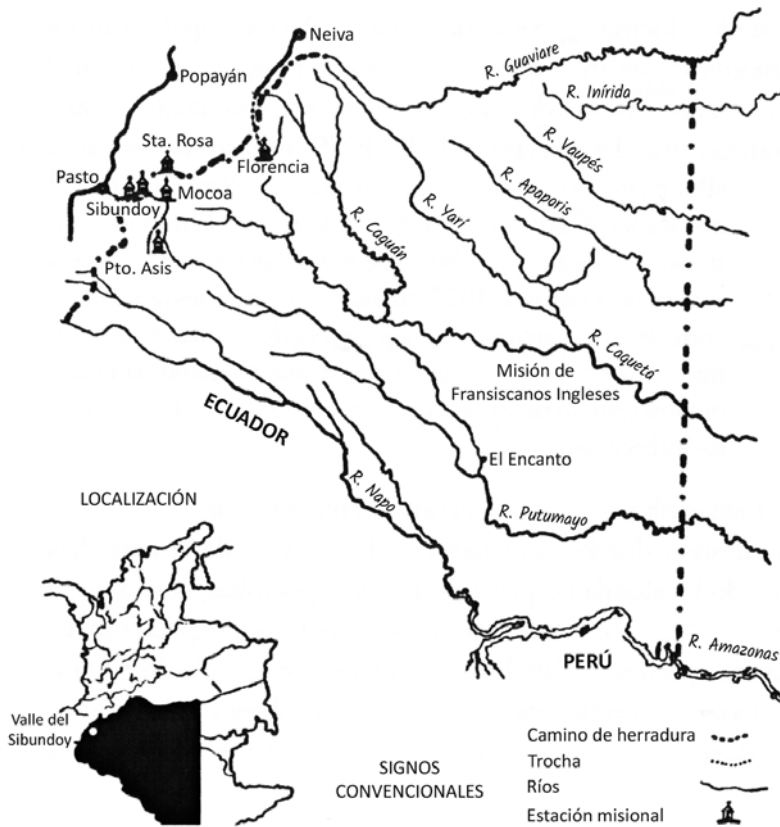 Neiva
Popayán
R. Guaviare
R. Inírida
Sta. Rosa
R. Vaupés
Pasto
Florencia
Mocoa
Sibundoy
R. Apaporis
R. Yarí
R. Caguán
Pto. Asis
R. Caquetá
Misión de
Fransiscanos Ingleses
ECUADOR
El Encanto
R. Napo
R. Putumayo
LOCALIZACIÓN
R. Amazonas
PERÚ
Valle del
Sibundoy
SIGNOS
CONVENCIONALES
Camino de herradura
Trocha
Ríos
Estación misional